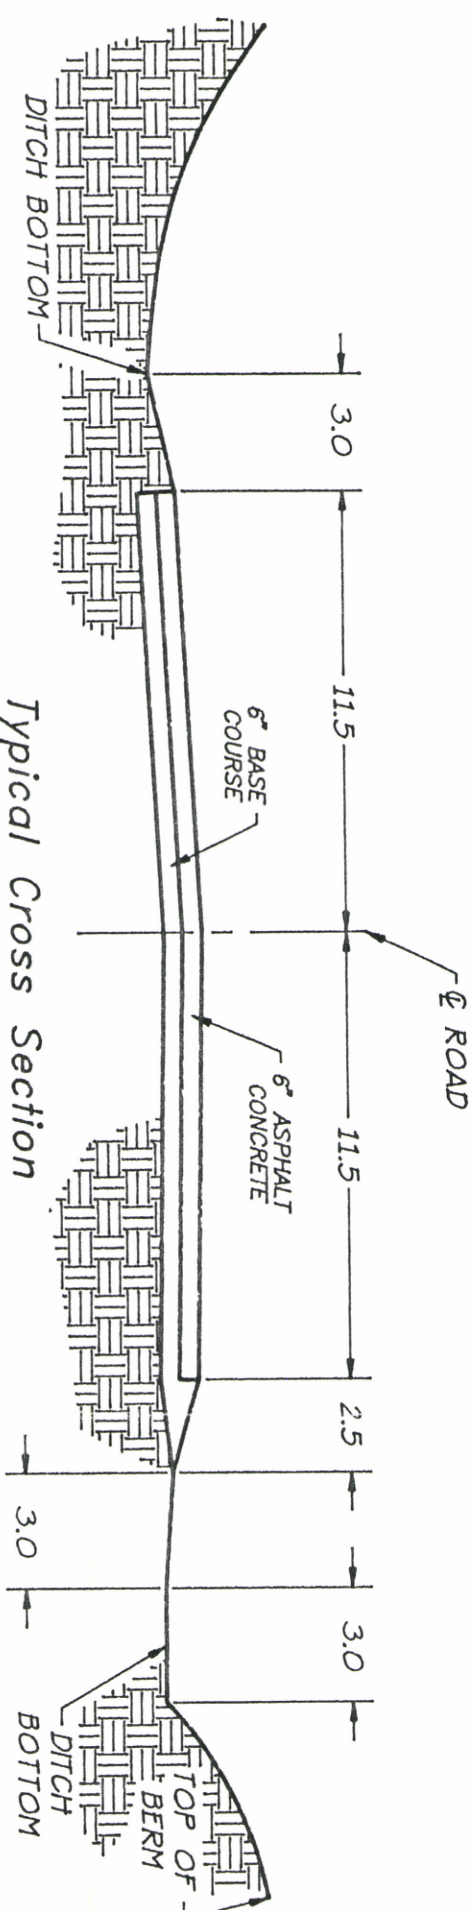 ℄ ROAD
3.0
11.5
11.5
2.5
3.0
6" BASE
COURSE
6" ASPHALT
CONCRETE
DITCH BOTTOM
3.0
DITCH
BOTTOM
TOP OF
BERM
Typical Cross Section